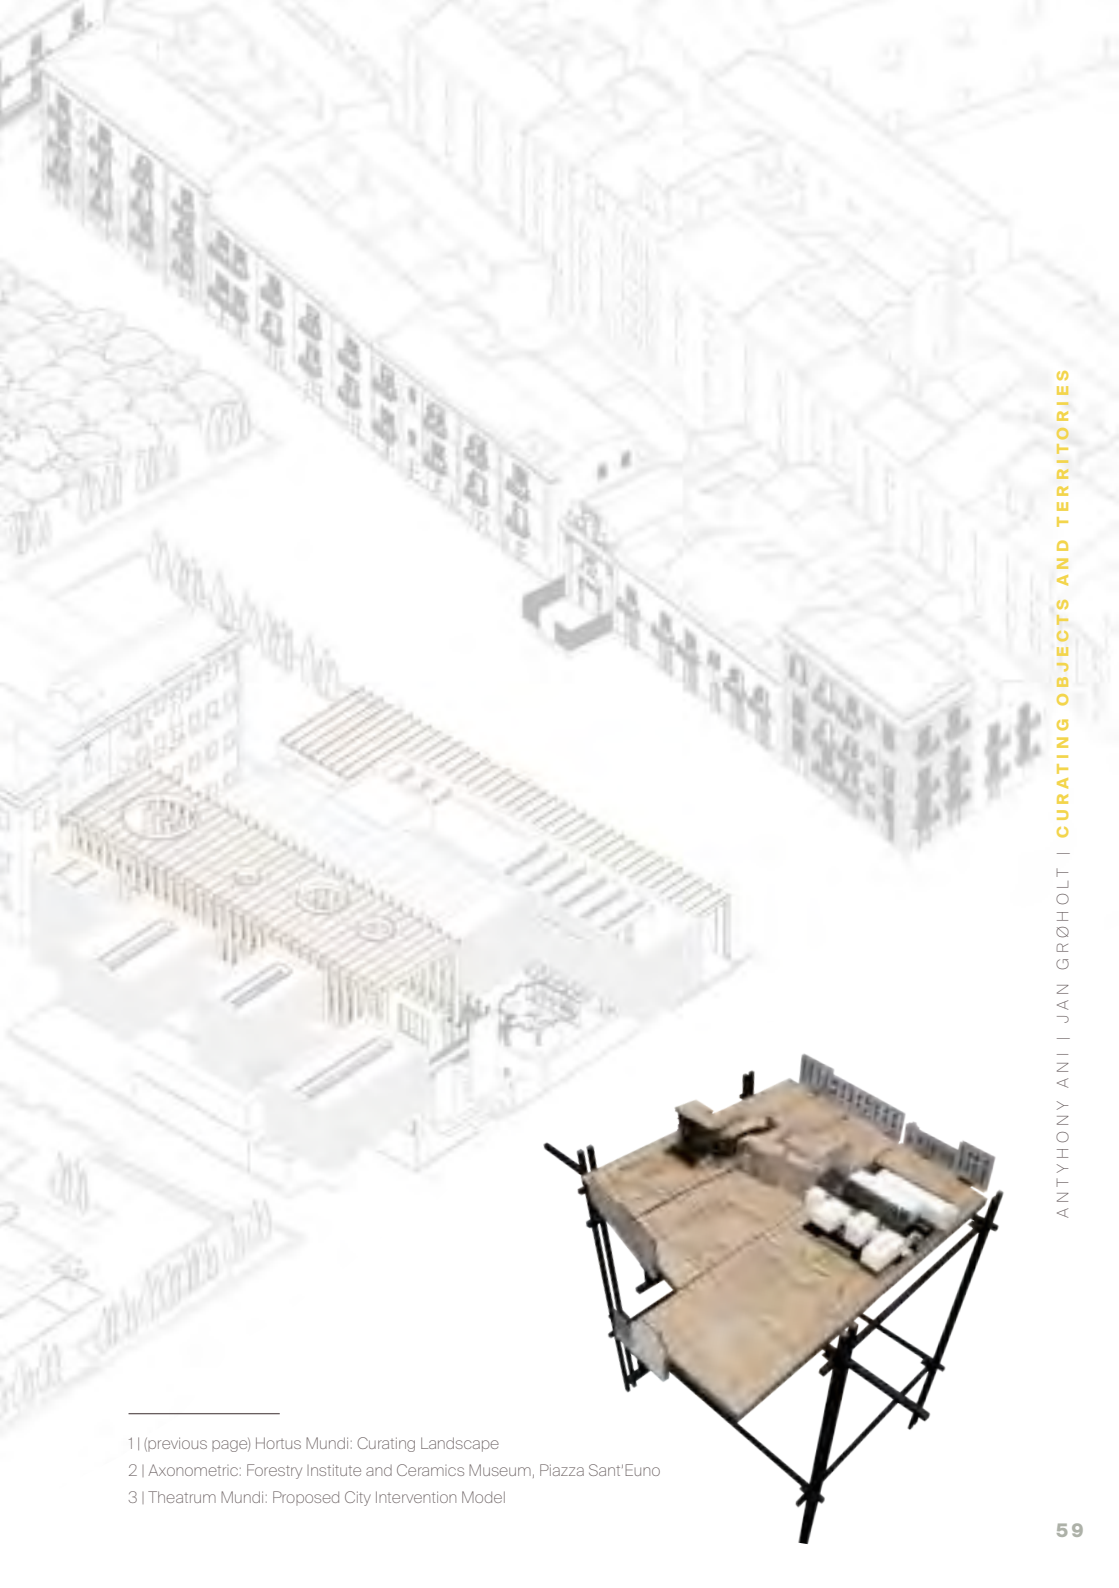 ANTYHONY ANI I JAN GRØHOLT | CURATING OBJECTS AND TERRITORIES
1 | (previous page) Hortus Mundi: Curating Landscape
2 | Axonometric: Forestry Institute and Ceramics Museum, Piazza Sant'Euno
3 | Theatrum Mundi: Proposed City Intervention Model
59